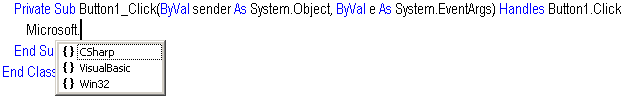 Private Sub Button1_Click(ByVal sender As System.Object, ByVal e As System.EventArgs) Handles Button1.Click
Microsoft.
{} CSharp
End Su
{} VisualBasic
End Clas
{} Win32